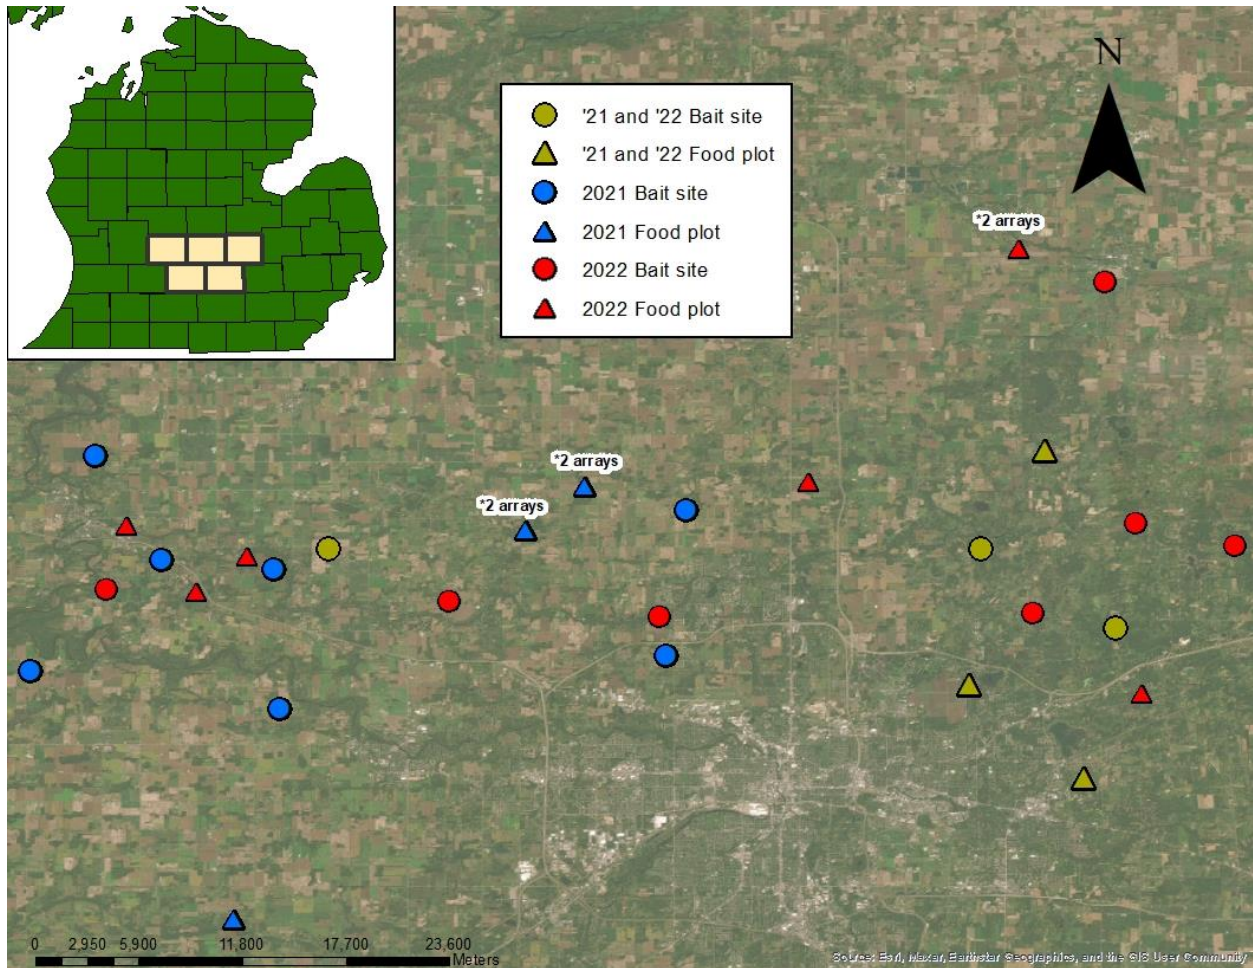 N
'21 and '22 Bait site
'21 and '22 Food plot
2021 Bait site
2021 Food plot
2022 Bait site
2022 Food plot
*2 arrays
*2 arrays
*2 arrays
0 2,950 5,900 11,800 17,700 23,600
Meters
Source: Esri, Maxar, Earthstar Geographics, and the GIS User Community